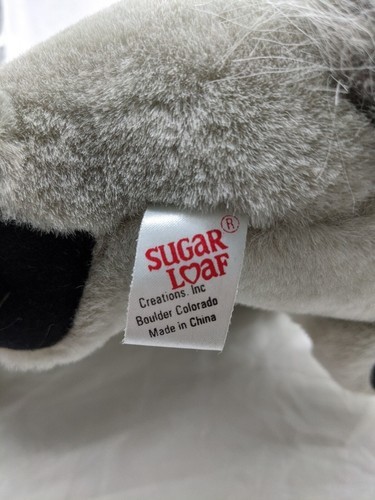 ®
SUGAR
LOAF
Creations, Inc
Boulder Colorado
Made in China